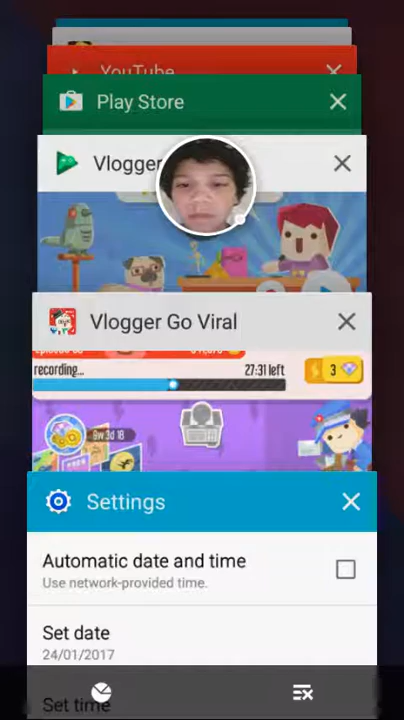 YouTube
Play Store
Vlogger
Vlogger Go Viral
recording...
27:31 left
3
Settings
Automatic date and time
Use network-provided time.
Set date
24/01/2017
Set time